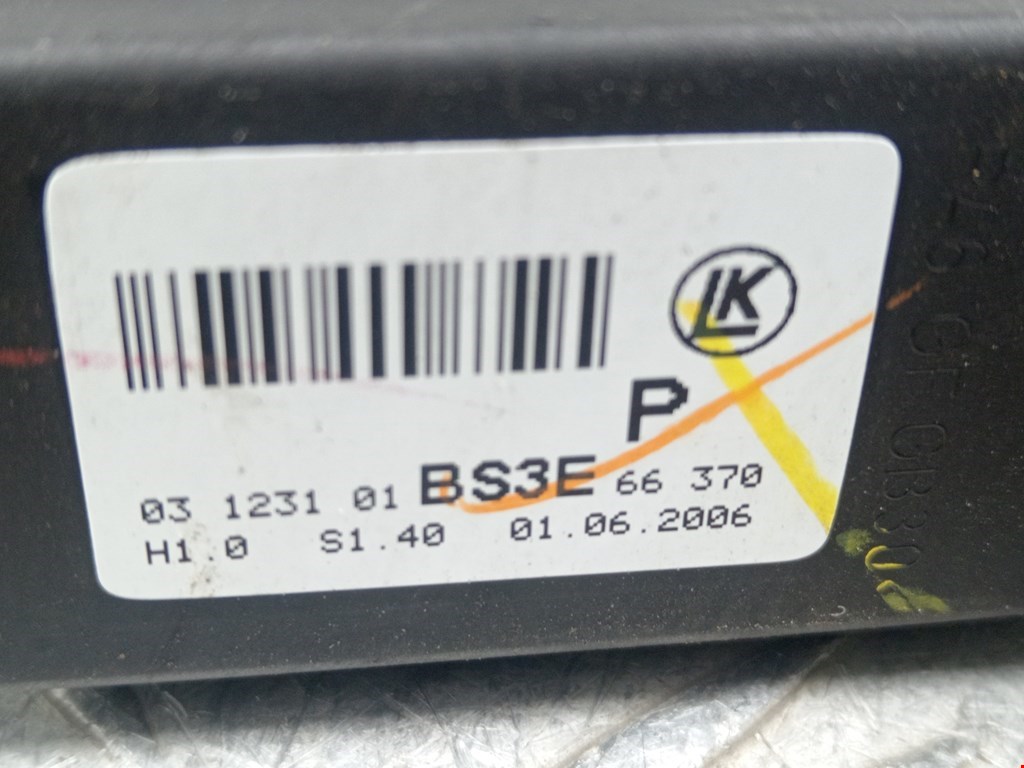 LK
P
03 1231 01 BS3E 66 370
H1.0 S1.40 01.06.2006